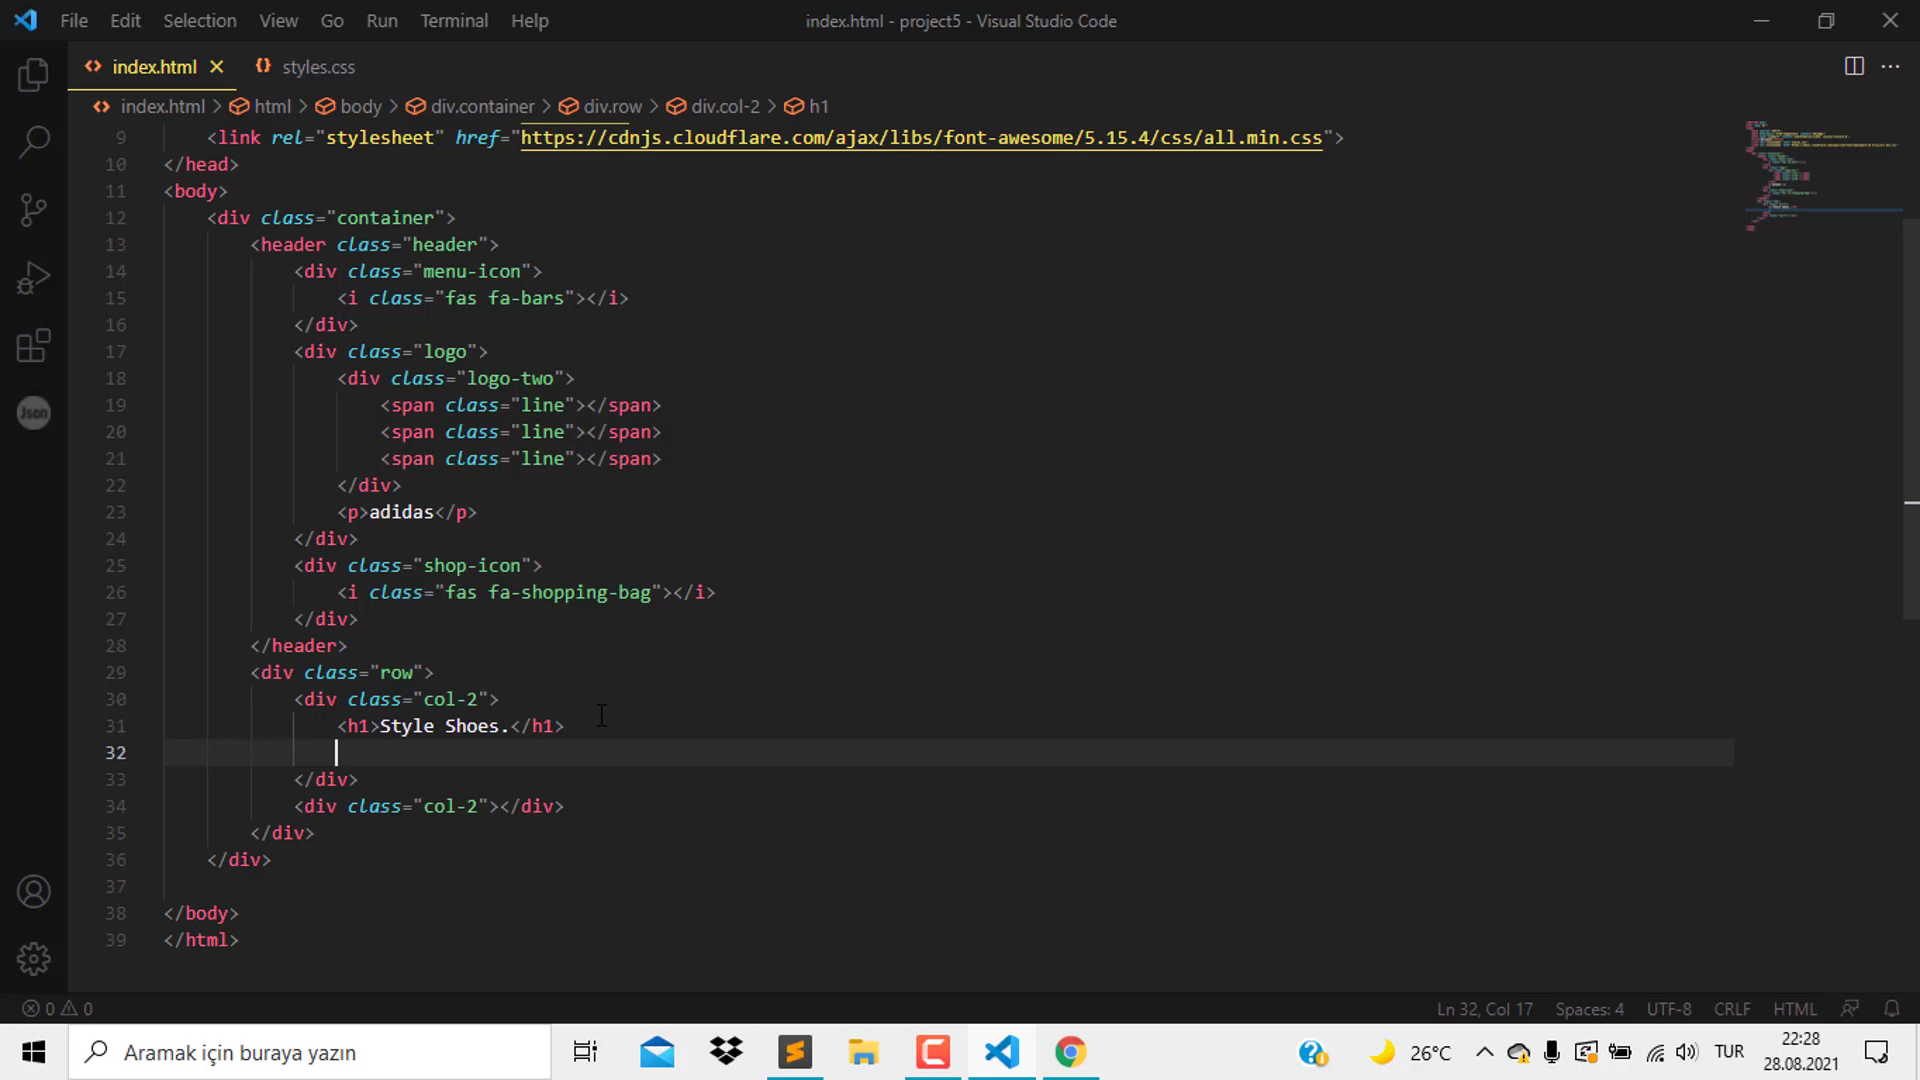 File Edit Selection View Go Run Terminal Help index.html - project5 - Visual Studio Code
index.html styles.css
index.html > html > body > div.container > div.row > div.col-2 > h1
9 <link rel="stylesheet" href="https://cdnjs.cloudflare.com/ajax/libs/font-awesome/5.15.4/css/all.min.css">
10 </head>
11 <body>
12 <div class="container">
13 <header class="header">
14 <div class="menu-icon">
15 <i class="fas fa-bars"></i>
16 </div>
17 <div class="logo">
18 <div class="logo-two">
19 <span class="line"></span>
20 <span class="line"></span>
21 <span class="line"></span>
22 </div>
23 <p>adidas</p>
24 </div>
25 <div class="shop-icon">
26 <i class="fas fa-shopping-bag"></i>
27 </div>
28 </header>
29 <div class="row">
30 <div class="col-2">
31 <h1>Style Shoes.</h1>
32
33 </div>
34 <div class="col-2"></div>
35 </div>
36 </div>
37
38 </body>
39 </html>
Json
0 0 Ln 32, Col 17 Spaces: 4 UTF-8 CRLF HTML
Aramak için buraya yazın 26°C TUR 22:28
28.08.2021